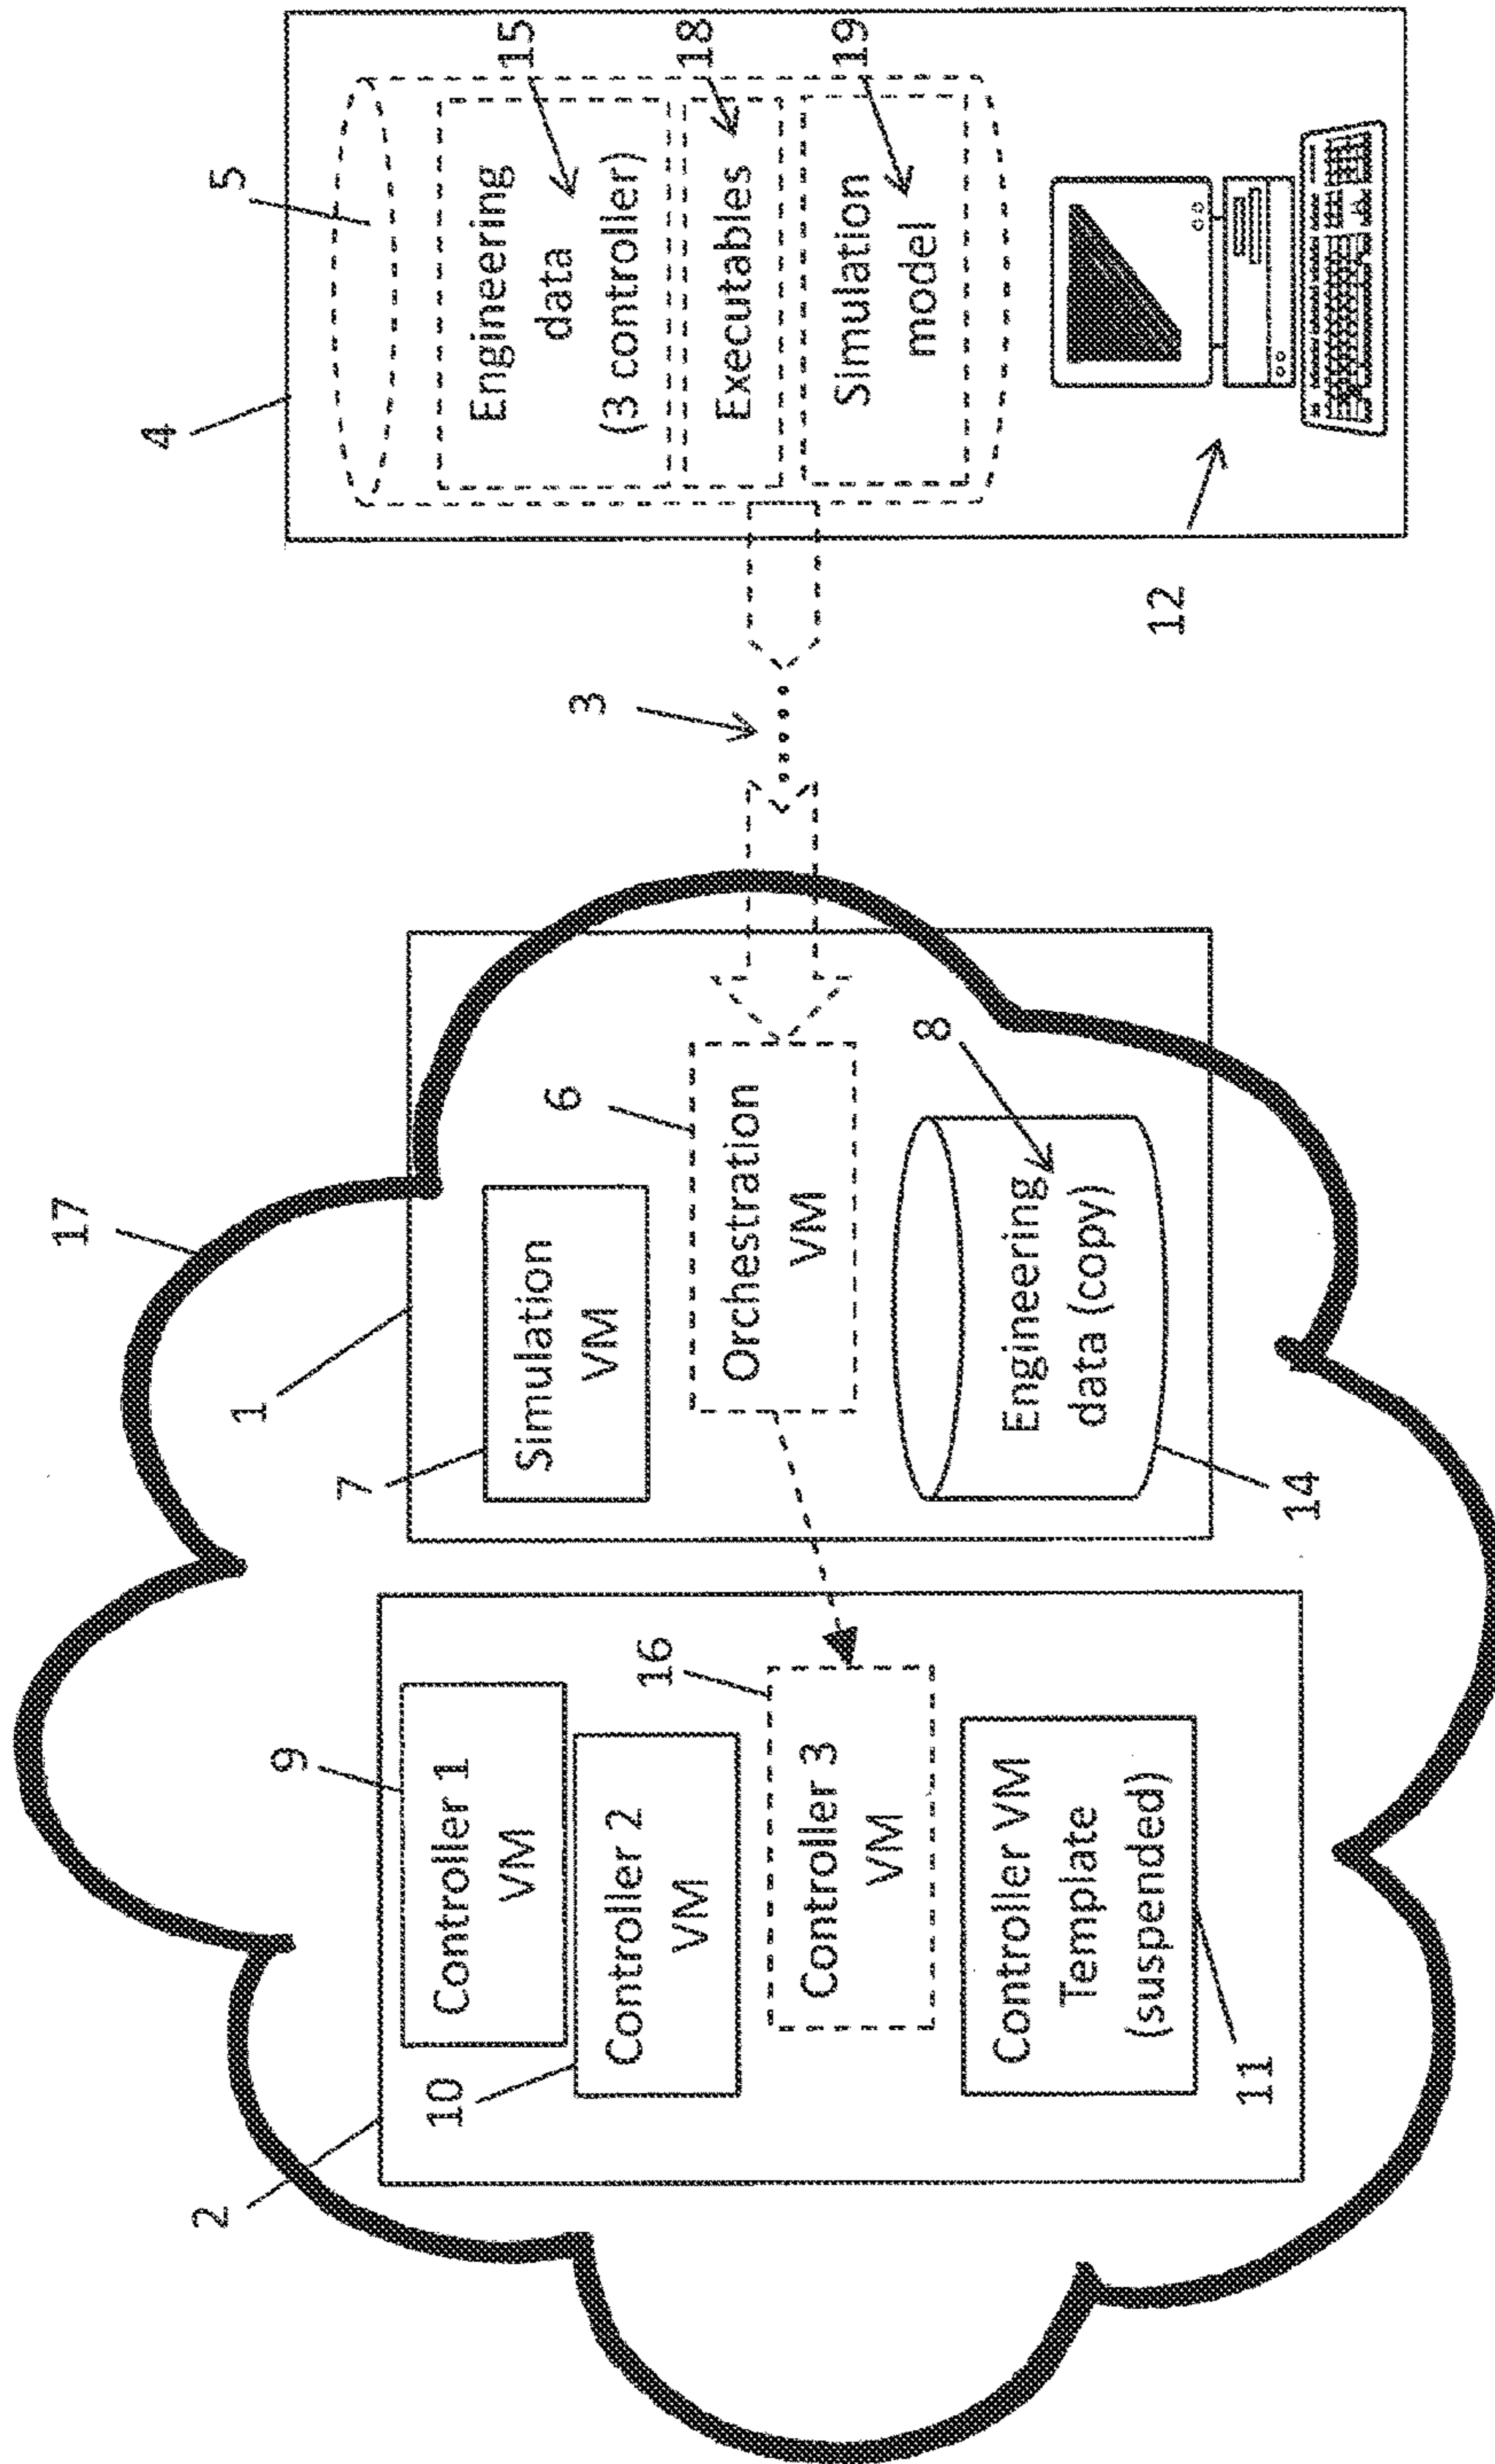 17
2
9
Controller 1
VM
10
Controller 2
VM
16
Controller 3
VM
Controller VM
Template
(suspended)
11
1
7
Simulation
VM
6
Orchestration
VM
8
Engineering
data (copy)
14
3
4
5
Engineering
data
(3 controller)
15
Executables
18
Simulation
model
19
12